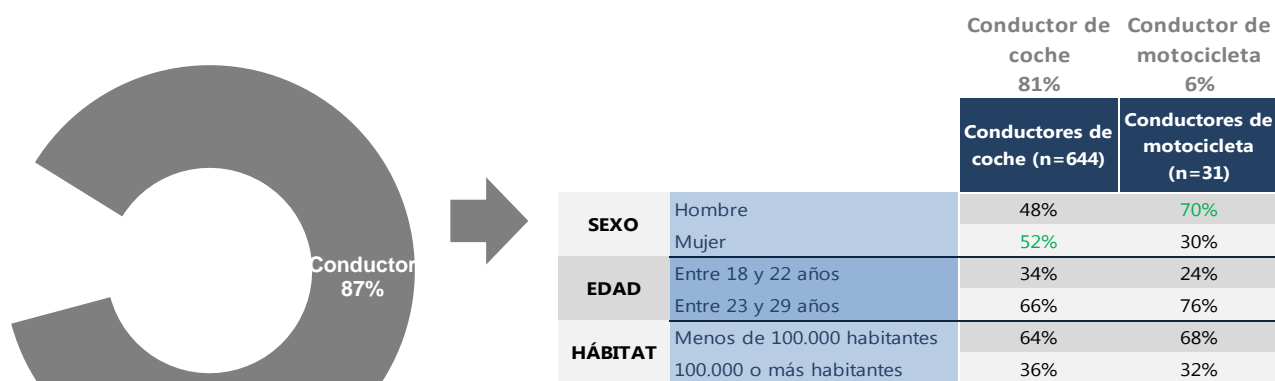 Conductor de coche 81%
Conductor de motocicleta 6%
Conductores de coche (n=644)
Conductores de motocicleta (n=31)
Conductor
87%
SEXO
Hombre 48% 70%
Mujer 52% 30%
EDAD
Entre 18 y 22 años 34% 24%
Entre 23 y 29 años 66% 76%
HÁBITAT
Menos de 100.000 habitantes 64% 68%
100.000 o más habitantes 36% 32%